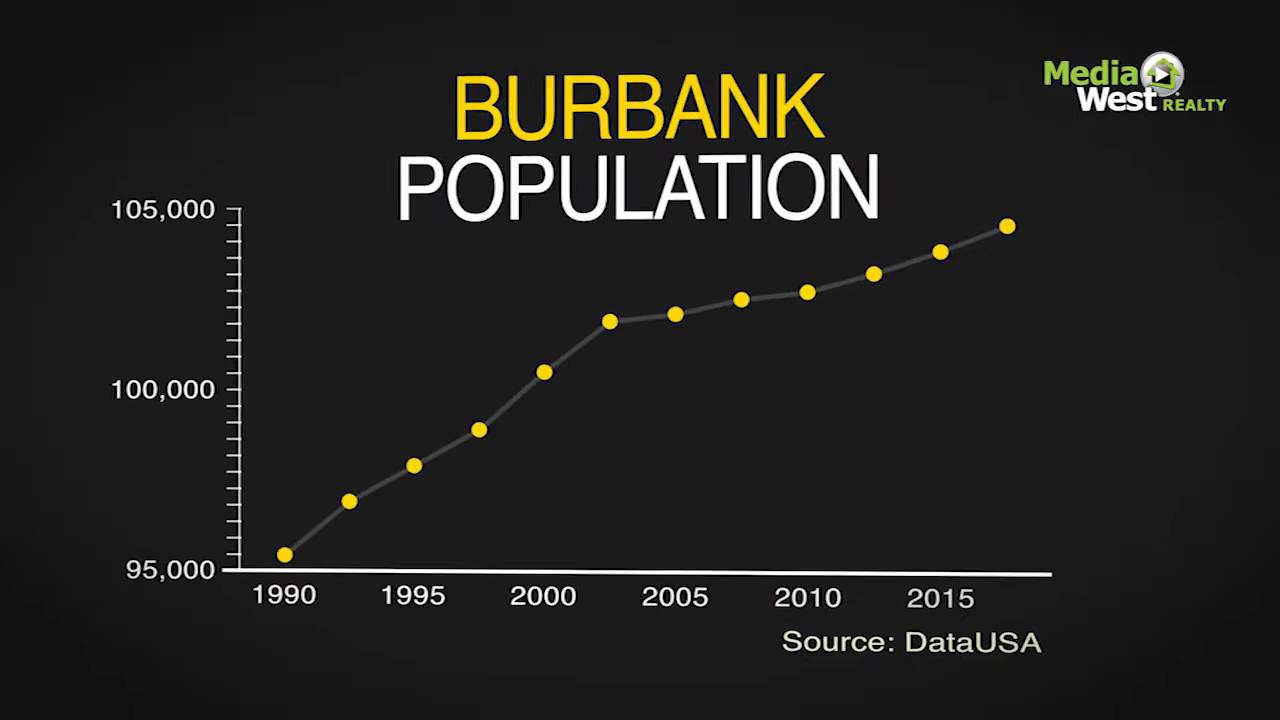 Media
West REALTY
BURBANK
POPULATION
105,000
100,000
95,000
1990 1995 2000 2005 2010 2015
Source: DataUSA